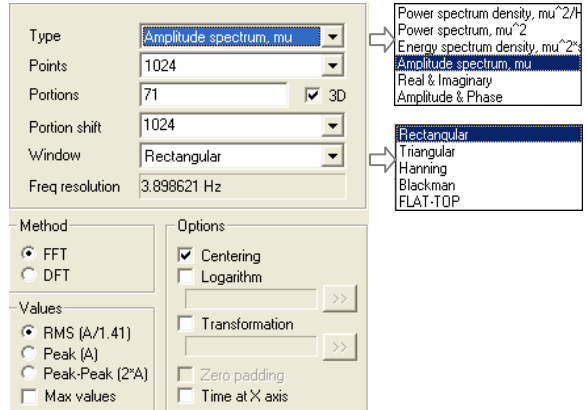 Type Amplitude spectrum, mu
Points 1024
Portions 71 3D
Portion shift 1024
Window Rectangular
Freq resolution 3.898621 Hz
Power spectrum density, mu^2/H
Power spectrum, mu^2
Energy spectrum density, mu^2*s
Amplitude spectrum, mu
Real & Imaginary
Amplitude & Phase
Rectangular
Triangular
Hanning
Blackman
FLAT-TOP
Method
FFT
DFT
Values
RMS (A/1.41)
Peak (A)
Peak-Peak (2*A)
Max values
Options
Centering
Logarithm
>>
Transformation
>>
Zero padding
Time at X axis